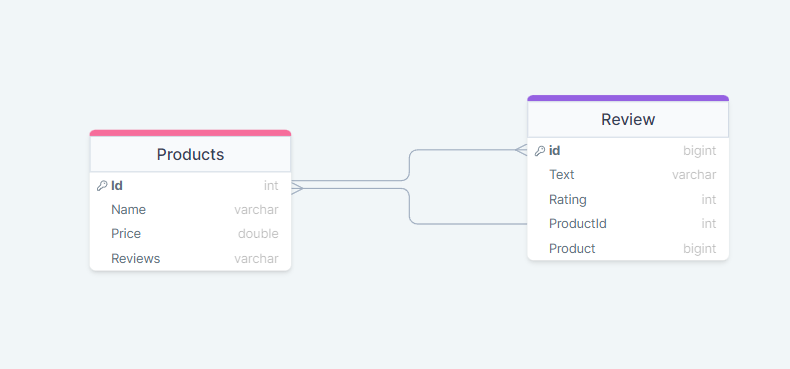 Products
Id int
Name varchar
Price double
Reviews varchar
Review
id bigint
Text varchar
Rating int
ProductId int
Product bigint